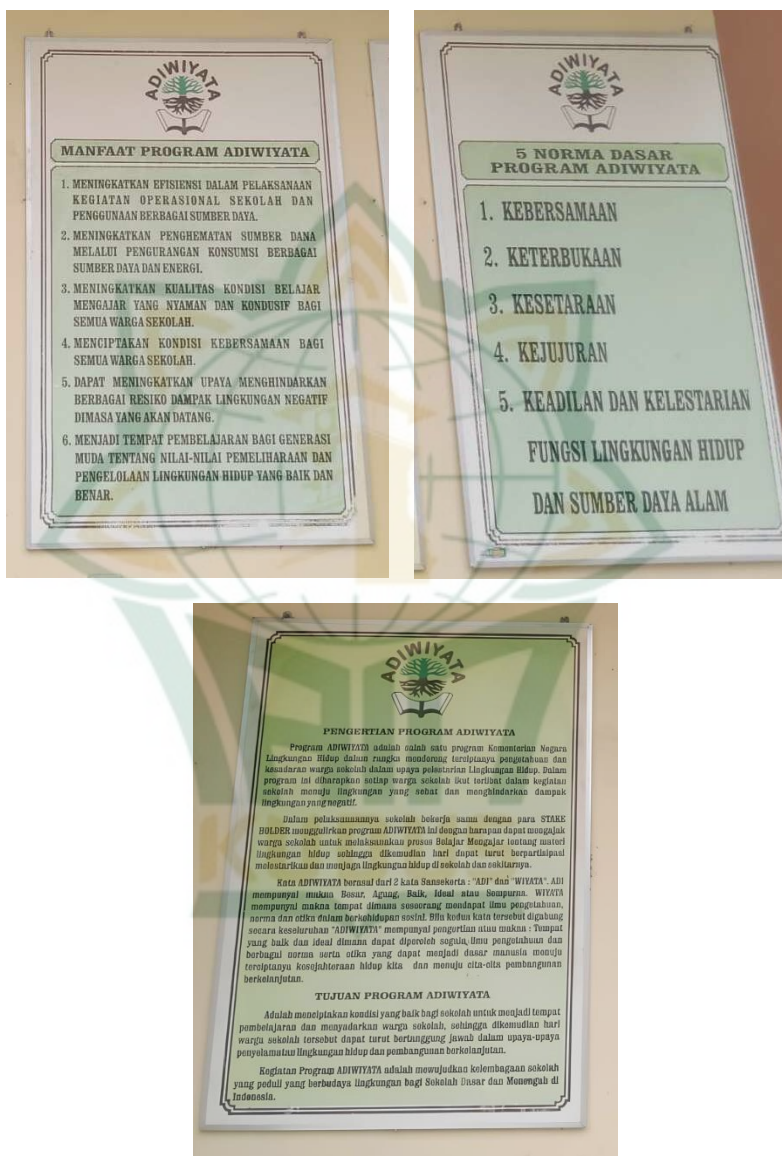 ADIWIYATA
MANFAAT PROGRAM ADIWIYATA
1. MENINGKATKAN EFISIENSI DALAM PELAKSANAAN
KEGIATAN OPERASIONAL SEKOLAH DAN
PENGGUNAAN BERBAGAI SUMBER DAYA.
2. MENINGKATKAN PENGHEMATAN SUMBER DANA
MELALUI PENGURANGAN KONSUMSI BERBAGAI
SUMBER DAYA DAN ENERGI.
3. MENINGKATKAN KUALITAS KONDISI BELAJAR
MENGAJAR YANG NYAMAN DAN KONDUSIF BAGI
SEMUA WARGA SEKOLAH.
4. MENCIPTAKAN KONDISI KEBERSAMAAN BAGI
SEMUA WARGA SEKOLAH.
5. DAPAT MENINGKATKAN UPAYA MENGHINDARKAN
BERBAGAI RESIKO DAMPAK LINGKUNGAN NEGATIF
DIMASA YANG AKAN DATANG.
6. MENJADI TEMPAT PEMBELAJARAN BAGI GENERASI
MUDA TENTANG NILAI-NILAI PEMELIHARAAN DAN
PENGELOLAAN LINGKUNGAN HIDUP YANG BAIK DAN
BENAR.
ADIWIYATA
5 NORMA DASAR
PROGRAM ADIWIYATA
1. KEBERSAMAAN
2. KETERBUKAAN
3. KESETARAAN
4. KEJUJURAN
5. KEADILAN DAN KELESTARIAN
FUNGSI LINGKUNGAN HIDUP
DAN SUMBER DAYA ALAM
ADIWIYATA
PENGERTIAN PROGRAM ADIWIYATA
Program ADIWIYATA adalah salah satu program Kementerian Negara
Lingkungan Hidup dalam rangka mendorong terciptanya pengetahuan dan
kesadaran warga sekolah dalam upaya pelestarian Lingkungan Hidup. Dalam
program ini diharapkan setiap warga sekolah ikut terlibat dalam kegiatan
sekolah menuju lingkungan yang sehat dan menghindarkan dampak
lingkungan yang negatif.
Dalam pelaksanaannya sekolah bekerja sama dengan para STAKE
HOLDER menggulirkan program ADIWIYATA ini dengan harapan dapat mengajak
warga sekolah untuk melaksanakan proses Belajar Mengajar tentang materi
lingkungan hidup sehingga dikemudian hari dapat turut berpartisipasi
melestarikan dan menjaga lingkungan hidup di sekolah dan sekitarnya.
Kata ADIWIYATA berasal dari 2 kata Sansekerta : "ADI" dan "WIYATA". ADI
mempunyai makna Besar, Agung, Baik, Ideal atau Sempurna. WIYATA
mempunyai makna tempat dimana seseorang mendapat ilmu pengetahuan,
norma dan etika dalam berkehidupan sosial. Bila kedua kata tersebut digabung
secara keseluruhan "ADIWIYATA" mempunyai pengertian atau makna : Tempat
yang baik dan ideal dimana dapat diperoleh segala ilmu pengetahuan dan
berbagai norma serta etika yang dapat menjadi dasar manusia menuju
terciptanya kesejahteraan hidup kita dan menuju cita-cita pembangunan
berkelanjutan.
TUJUAN PROGRAM ADIWIYATA
Adalah menciptakan kondisi yang baik bagi sekolah untuk menjadi tempat
pembelajaran dan menyadarkan warga sekolah, sehingga dikemudian hari
warga sekolah tersebut dapat turut bertanggung jawab dalam upaya-upaya
penyelamatan lingkungan hidup dan pembangunan berkelanjutan.
Kegiatan Program ADIWIYATA adalah mewujudkan kelembagaan sekolah
yang peduli yang berbudaya lingkungan bagi Sekolah Dasar dan Menengah di
Indonesia.